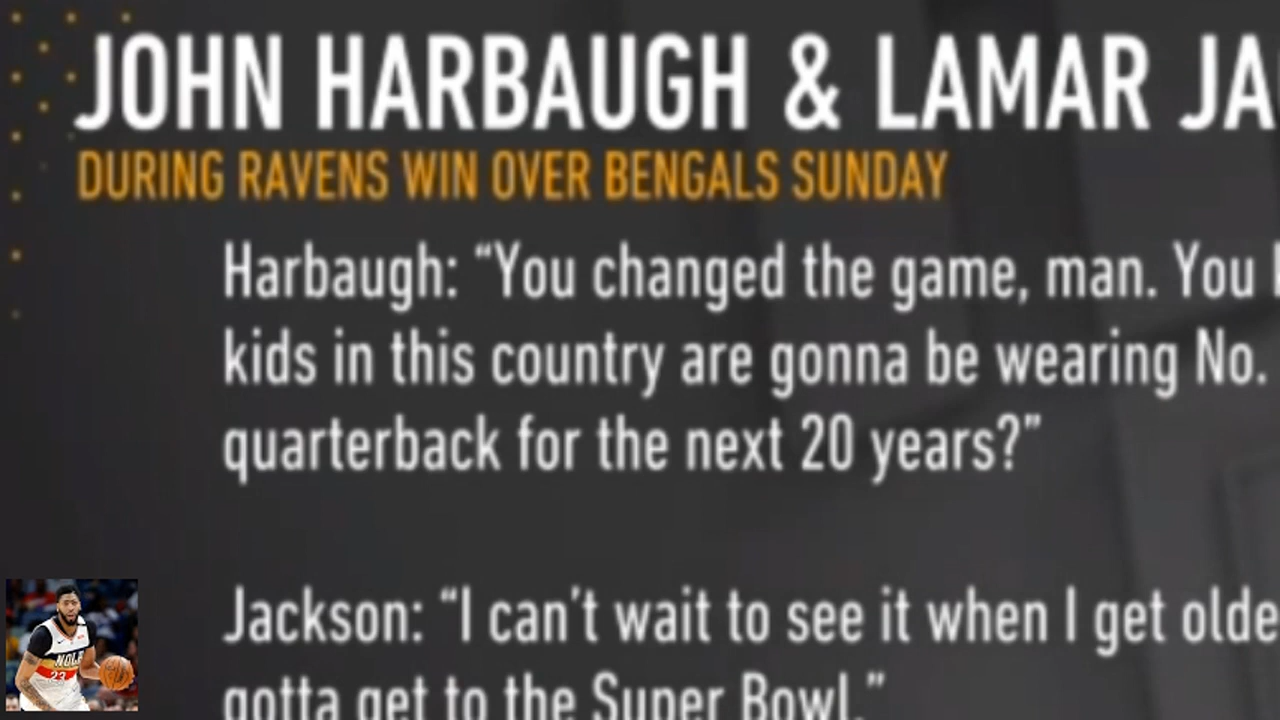 JOHN HARBAUGH & LAMAR JA
DURING RAVENS WIN OVER BENGALS SUNDAY
Harbaugh: “You changed the game, man. You
kids in this country are gonna be wearing No.
quarterback for the next 20 years?”
Jackson: “I can’t wait to see it when I get olde
gotta get to the Super Bowl.”
NOLA
23